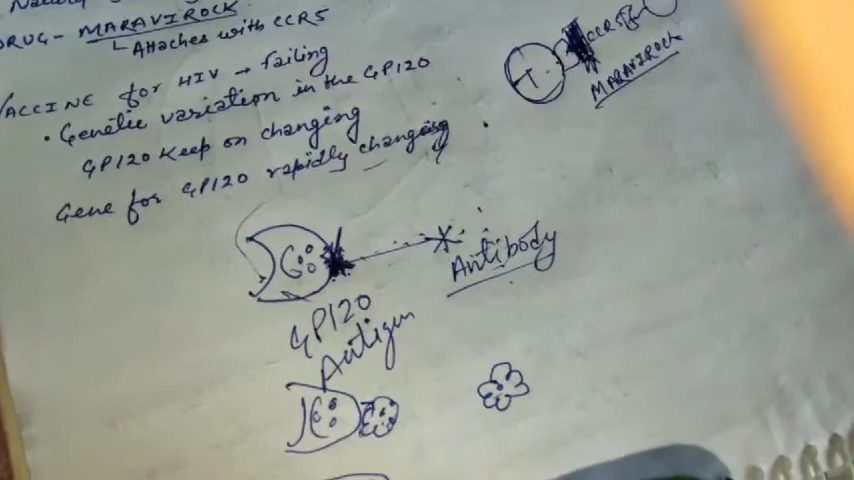 DRUG- MARAVIROCK
Attaches with CCR5
VACCINE for HIV → failing
• Genetic variation in the GP120
GP120 Keep on changing
Gene for GP120 rapidly changing
T.
CCR5
MARAVIROCK
Antibody
GP120
Antigen